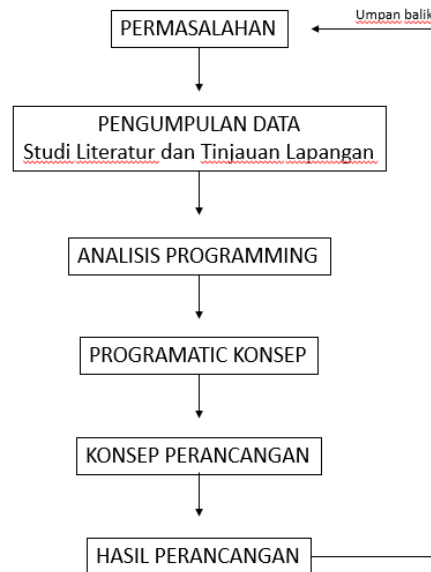 Umpan balik
PERMASALAHAN
PENGUMPULAN DATA
Studi Literatur dan Tinjauan Lapangan
ANALISIS PROGRAMMING
PROGRAMATIC KONSEP
KONSEP PERANCANGAN
HASIL PERANCANGAN